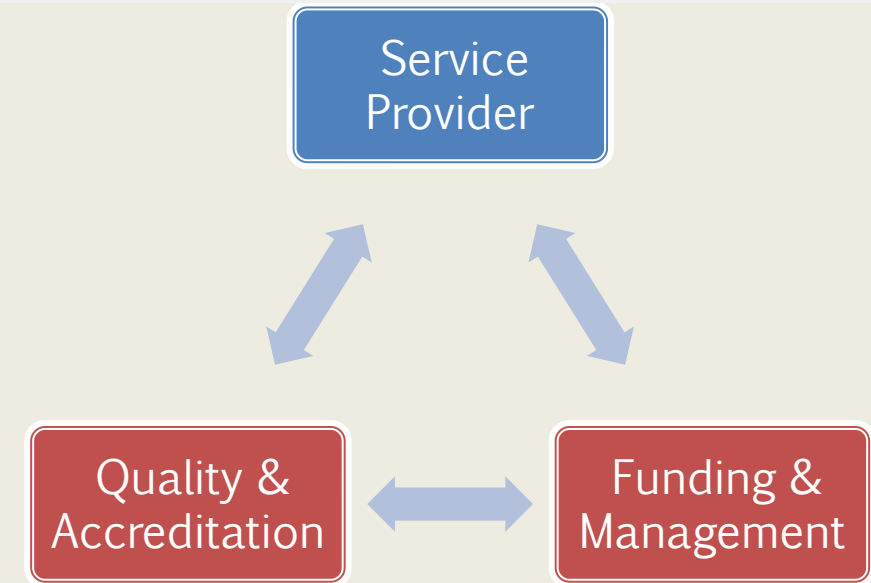 Service
Provider
Quality &
Accreditation
Funding &
Management